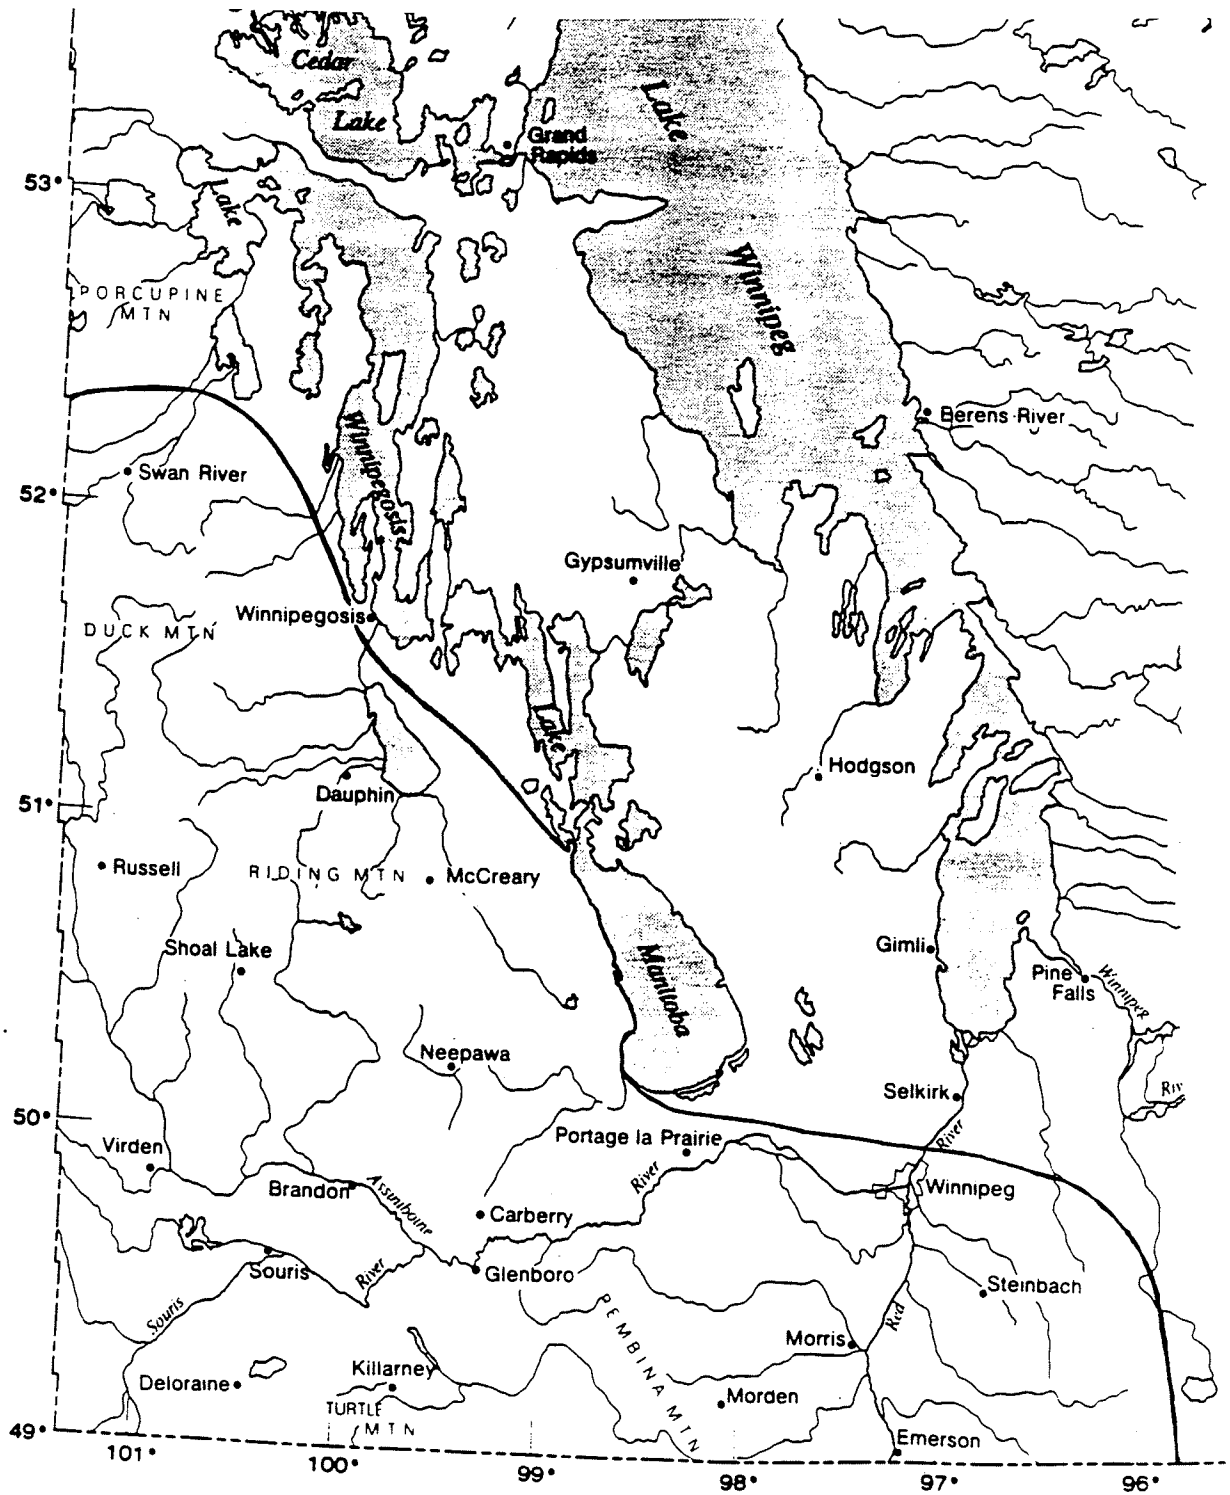 Cedar
Lake
Lake
Grand
Rapids
53°
Lake
Winnipeg
PORCUPINE
MTN
Berens River
Winnipegosis
Swan River
52°
Gypsumville
Winnipegosis
DUCK MTN
Lake
Hodgson
Dauphin
51°
Russell
RIDING MTN
McCreary
Shoal Lake
Gimli
Manitoba
Pine
Falls
Winnipeg
Neepawa
Selkirk
Riv
50°
Portage la Prairie
River
Virden
River
Winnipeg
Brandon
Assiniboine
Carberry
Souris
River
Glenboro
Steinbach
Souris
Red
PEMBINA MTN
Morris
Deloraine
Killarney
Morden
TURTLE
MTN
49°
Emerson
101°
100°
99°
98°
97°
96°